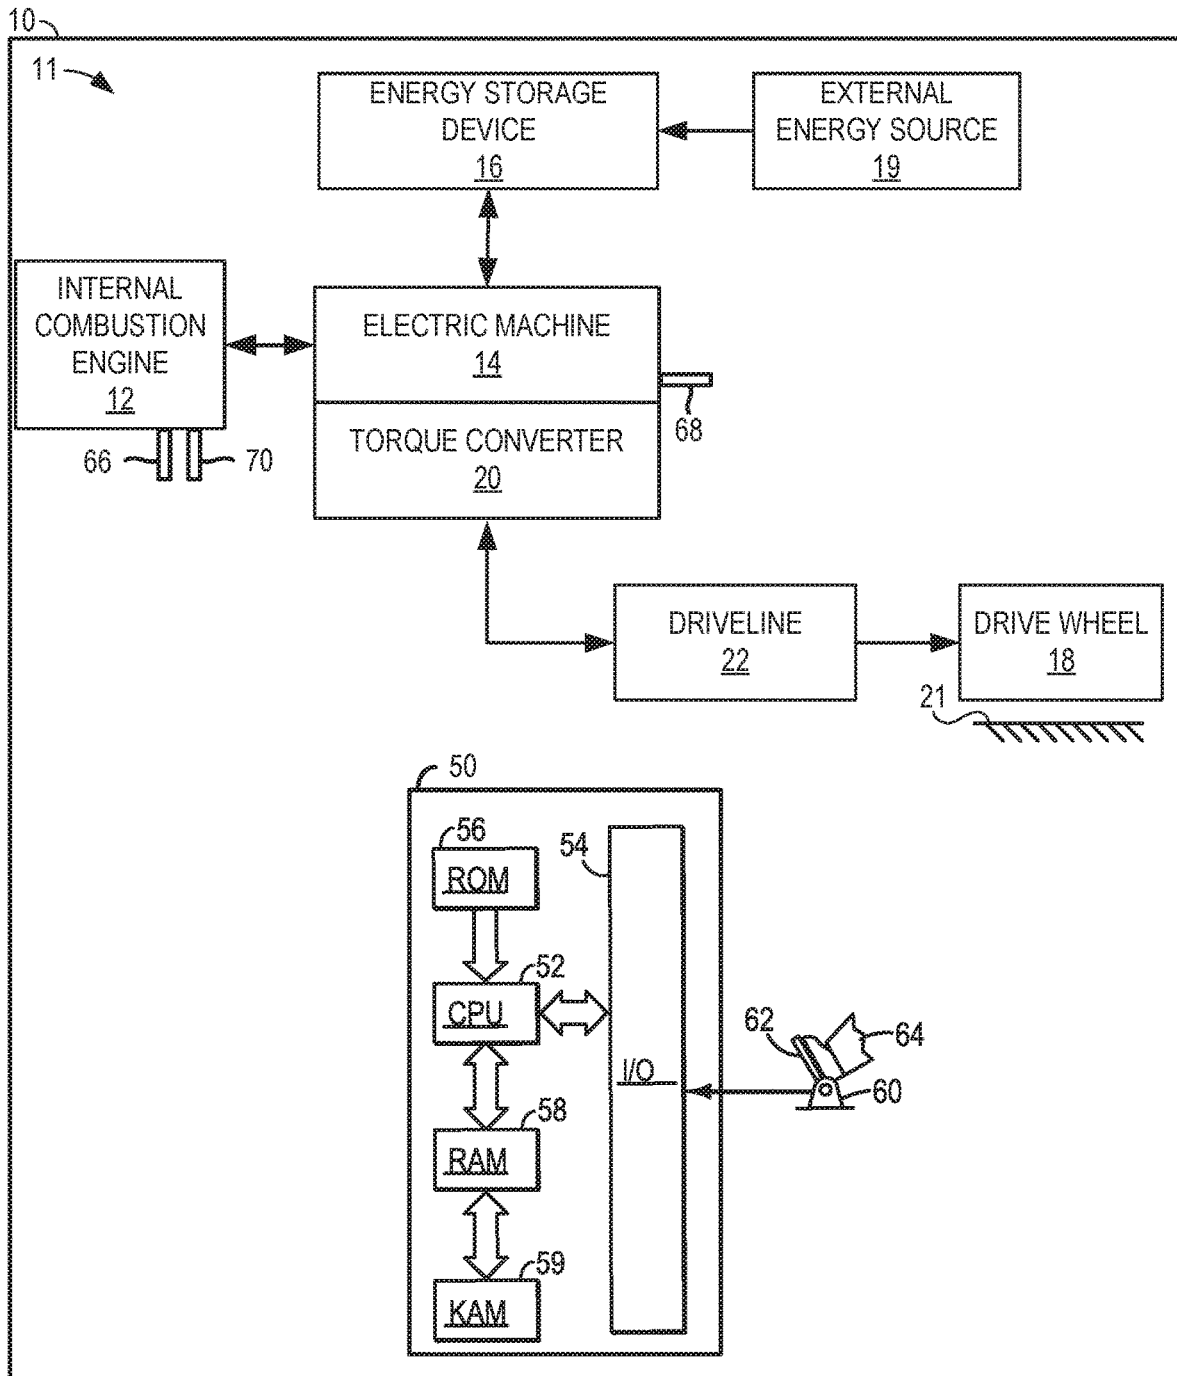 10
11
ENERGY STORAGE
DEVICE
16
EXTERNAL
ENERGY SOURCE
19
INTERNAL
COMBUSTION
ENGINE
12
ELECTRIC MACHINE
14
68
TORQUE CONVERTER
20
66
70
DRIVELINE
22
DRIVE WHEEL
18
21
50
56
ROM
54
52
CPU
I/O
62
64
60
58
RAM
59
KAM